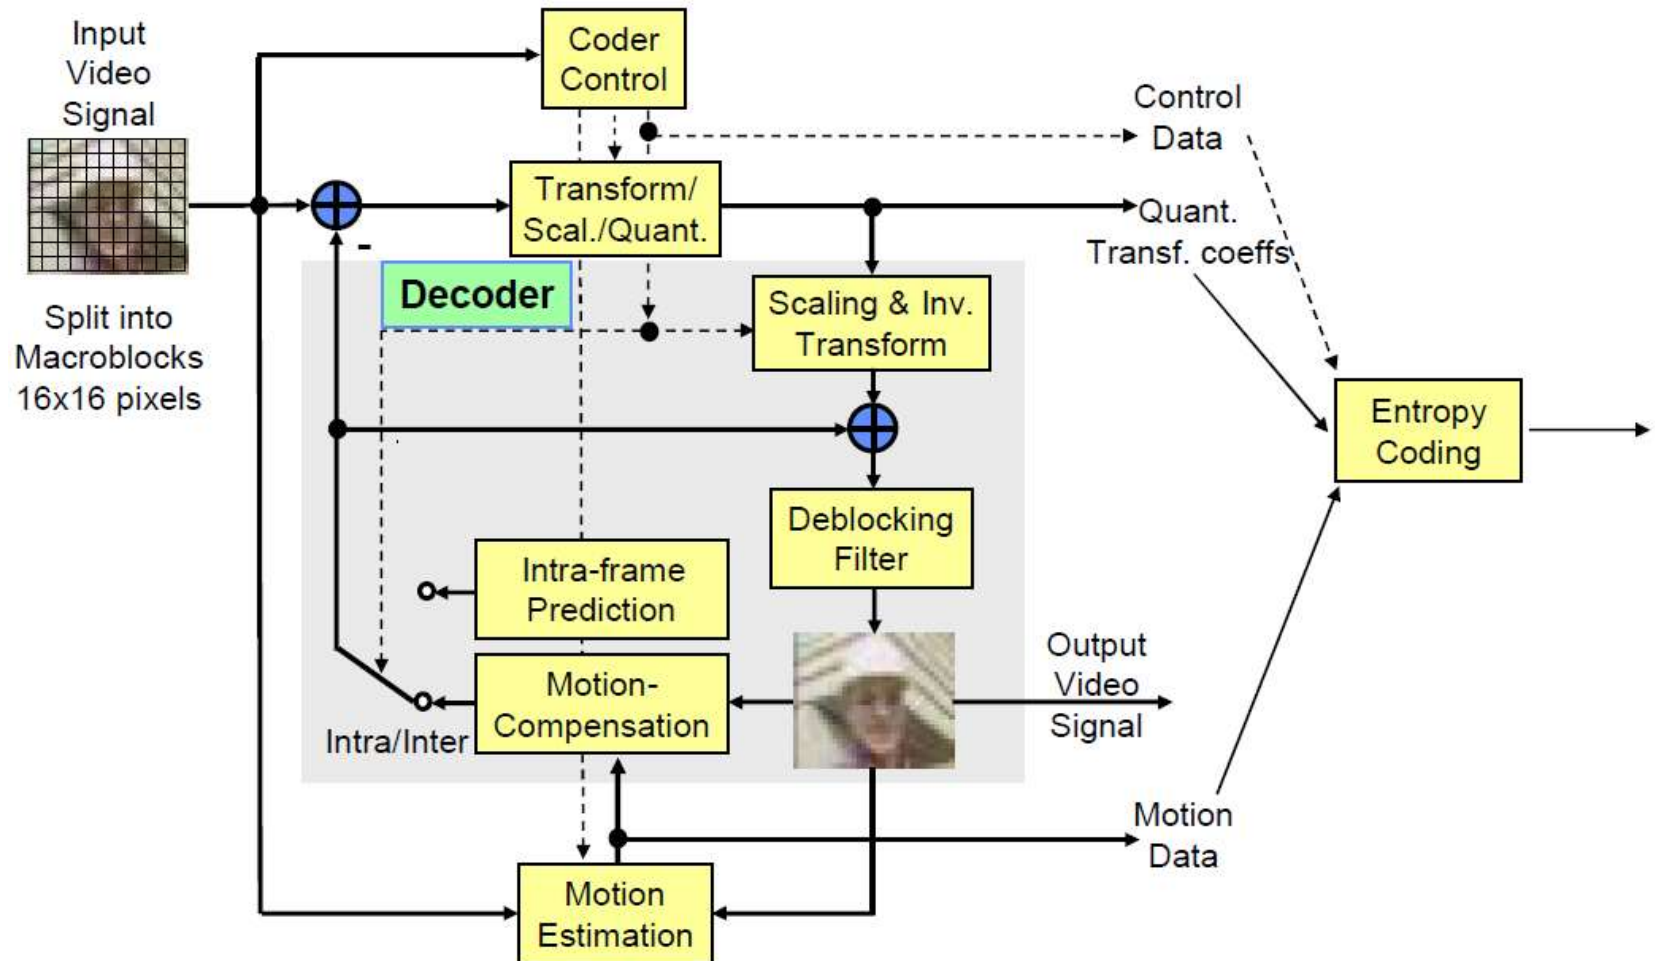 Input
Video
Signal
Split into
Macroblocks
16x16 pixels
Coder
Control
Transform/
Scal./Quant.
-
Decoder
Scaling & Inv.
Transform
Deblocking
Filter
Intra-frame
Prediction
Motion-
Compensation
Intra/Inter
Motion
Estimation
Control
Data
Quant.
Transf. coeffs
Output
Video
Signal
Motion
Data
Entropy
Coding